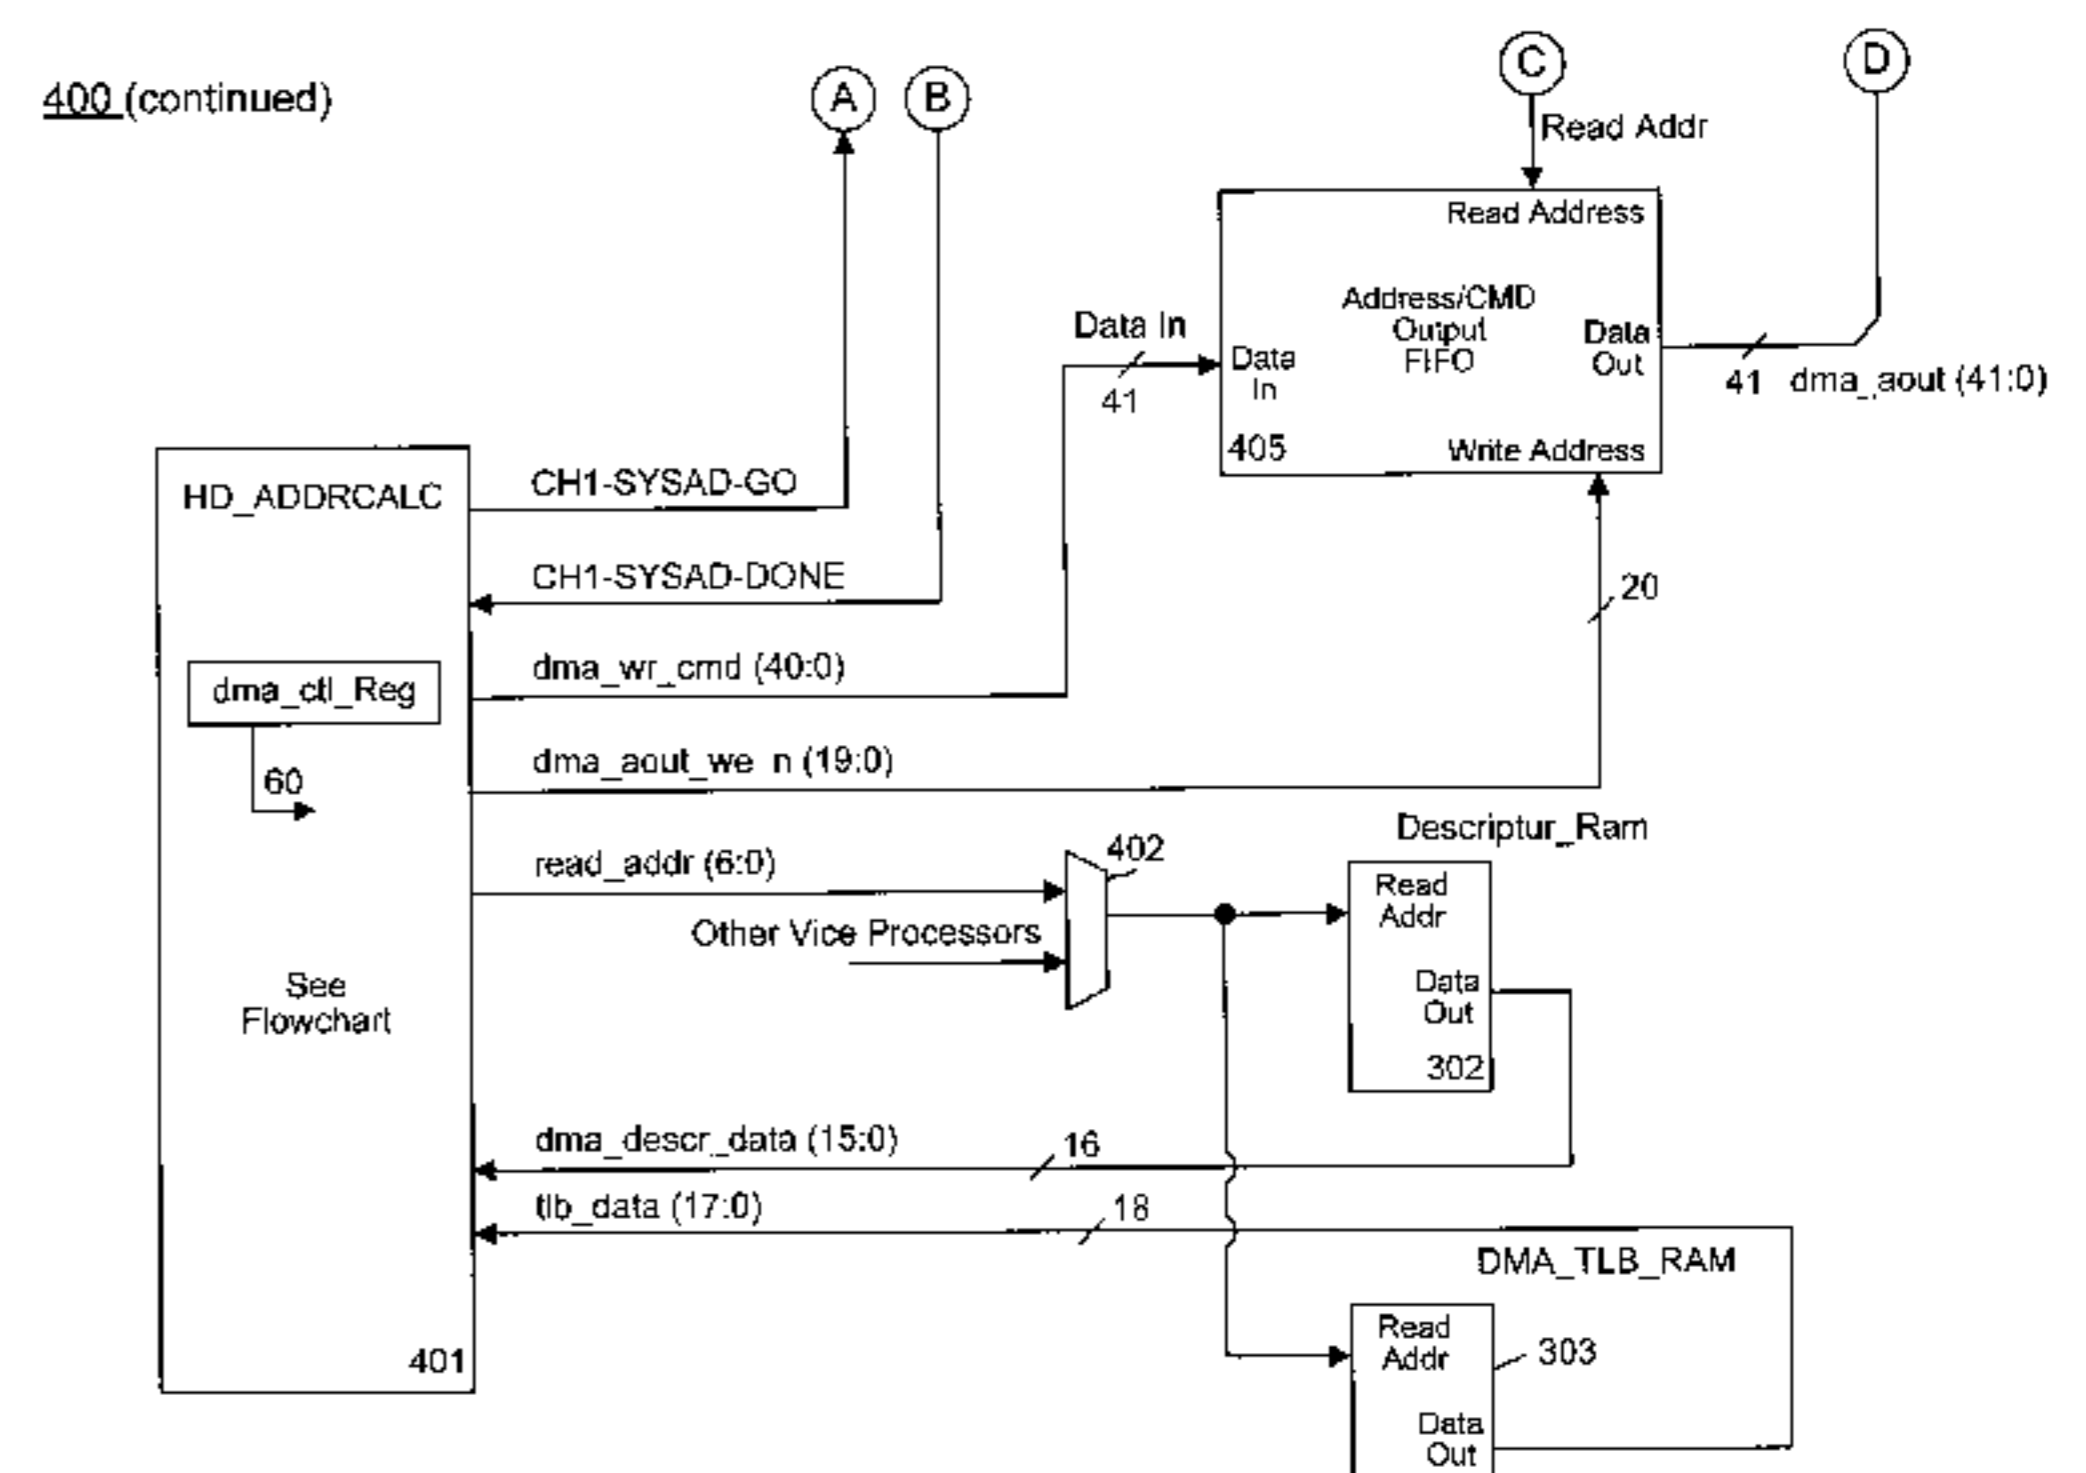 400 (continued)
A
B
C
D
Read Addr
Read Address
Address/CMD
Output
FIFO
Data
Out
Data In
41
Data
In
405
Write Address
41 dma_aout (41:0)
HD_ADDRCALC
CH1-SYSAD-GO
CH1-SYSAD-DONE
20
dma_wr_cmd (40:0)
dma_ctl_Reg
60
dma_aout_we n (19:0)
Descriptur_Ram
read_addr (6:0)
402
Other Vice Processors
Read
Addr
Data
Out
302
See
Flowchart
dma_descr_data (15:0)
16
tlb_data (17:0)
18
DMA_TLB_RAM
Read
Addr
303
Data
Out
401